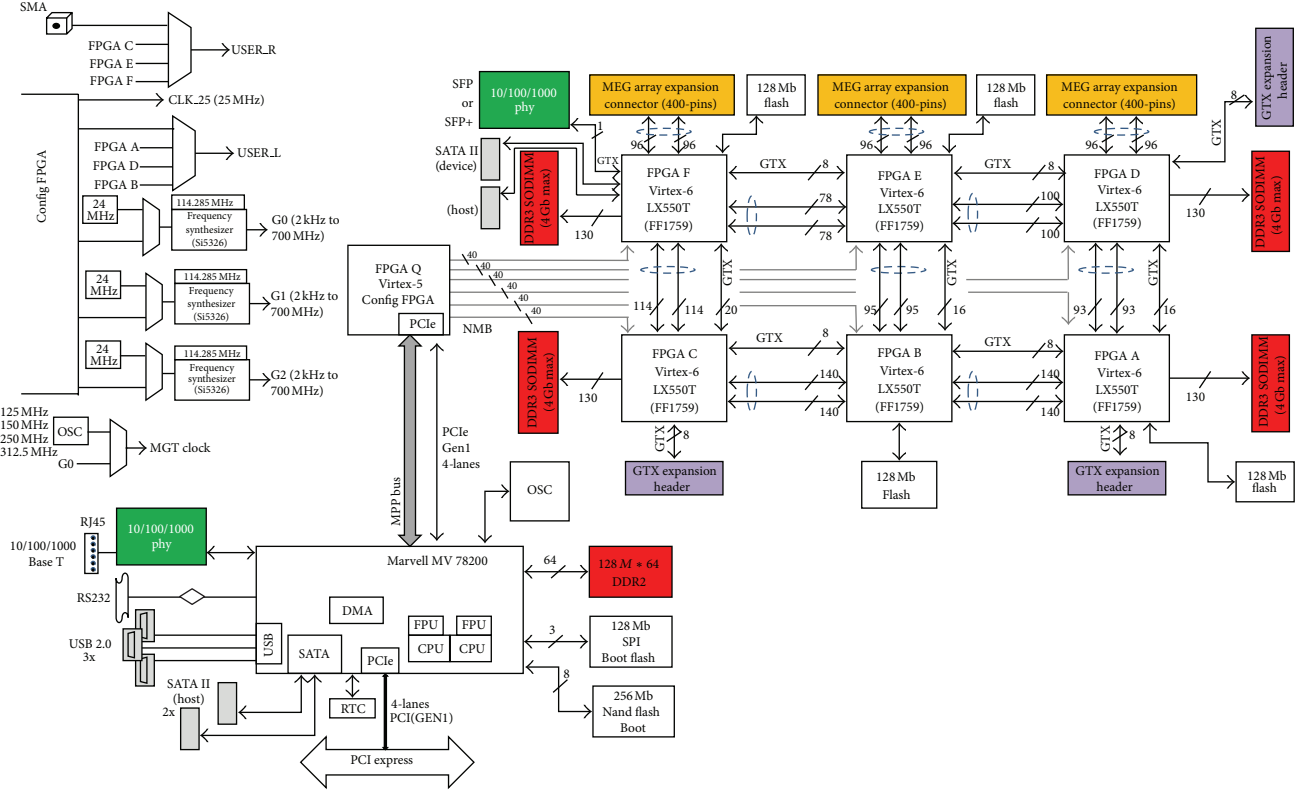 SMA
FPGA C
FPGA E
FPGA F
USER_R
CLK_25 (25 MHz)
Config FPGA
FPGA A
FPGA D
FPGA B
USER_L
24
MHz
114.285 MHz
Frequency
synthesizer
(Si5326)
G0 (2 kHz to
700 MHz)
24
MHz
114.285 MHz
Frequency
synthesizer
(Si5326)
G1 (2 kHz to
700 MHz)
24
MHz
114.285 MHz
Frequency
synthesizer
(Si5326)
G2 (2 kHz to
700 MHz)
125 MHz
150 MHz
250 MHz
312.5 MHz
OSC
G0
MGT clock
SFP
or
SFP+
10/100/1000
phy
1
SATA II
(device)
(host)
GTX
DDR3 SODIMM
(4 Gb max)
130
MEG array expansion
connector (400-pins)
96
96
128 Mb
flash
MEG array expansion
connector (400-pins)
96
96
128 Mb
flash
MEG array expansion
connector (400-pins)
96
96
8
GTX
GTX expansion
header
FPGA F
Virtex-6
LX550T
(FF1759)
GTX
8
78
78
FPGA E
Virtex-6
LX550T
(FF1759)
GTX
8
100
100
FPGA D
Virtex-6
LX550T
(FF1759)
130
DDR3 SODIMM
(4 Gb max)
FPGA Q
Virtex-5
Config FPGA
PCIe
40
40
40
40
40
40
NMB
114
114
GTX
20
95
95
GTX
16
93
93
GTX
16
DDR3 SODIMM
(4 Gb max)
130
FPGA C
Virtex-6
LX550T
(FF1759)
GTX
8
140
140
FPGA B
Virtex-6
LX550T
(FF1759)
GTX
8
140
140
FPGA A
Virtex-6
LX550T
(FF1759)
130
DDR3 SODIMM
(4 Gb max)
GTX
8
GTX expansion
header
128 Mb
Flash
GTX
8
GTX expansion
header
128 Mb
flash
MPP bus
PCIe
Gen1
4-lanes
OSC
RJ45
10/100/1000
Base T
10/100/1000
phy
RS232
USB 2.0
3x
Marvell MV 78200
DMA
FPU
FPU
CPU
CPU
USB
SATA
PCIe
64
128 M * 64
DDR2
3
128 Mb
SPI
Boot flash
8
256 Mb
Nand flash
Boot
SATA II
(host)
2x
RTC
4-lanes
PCI(GEN1)
PCI express